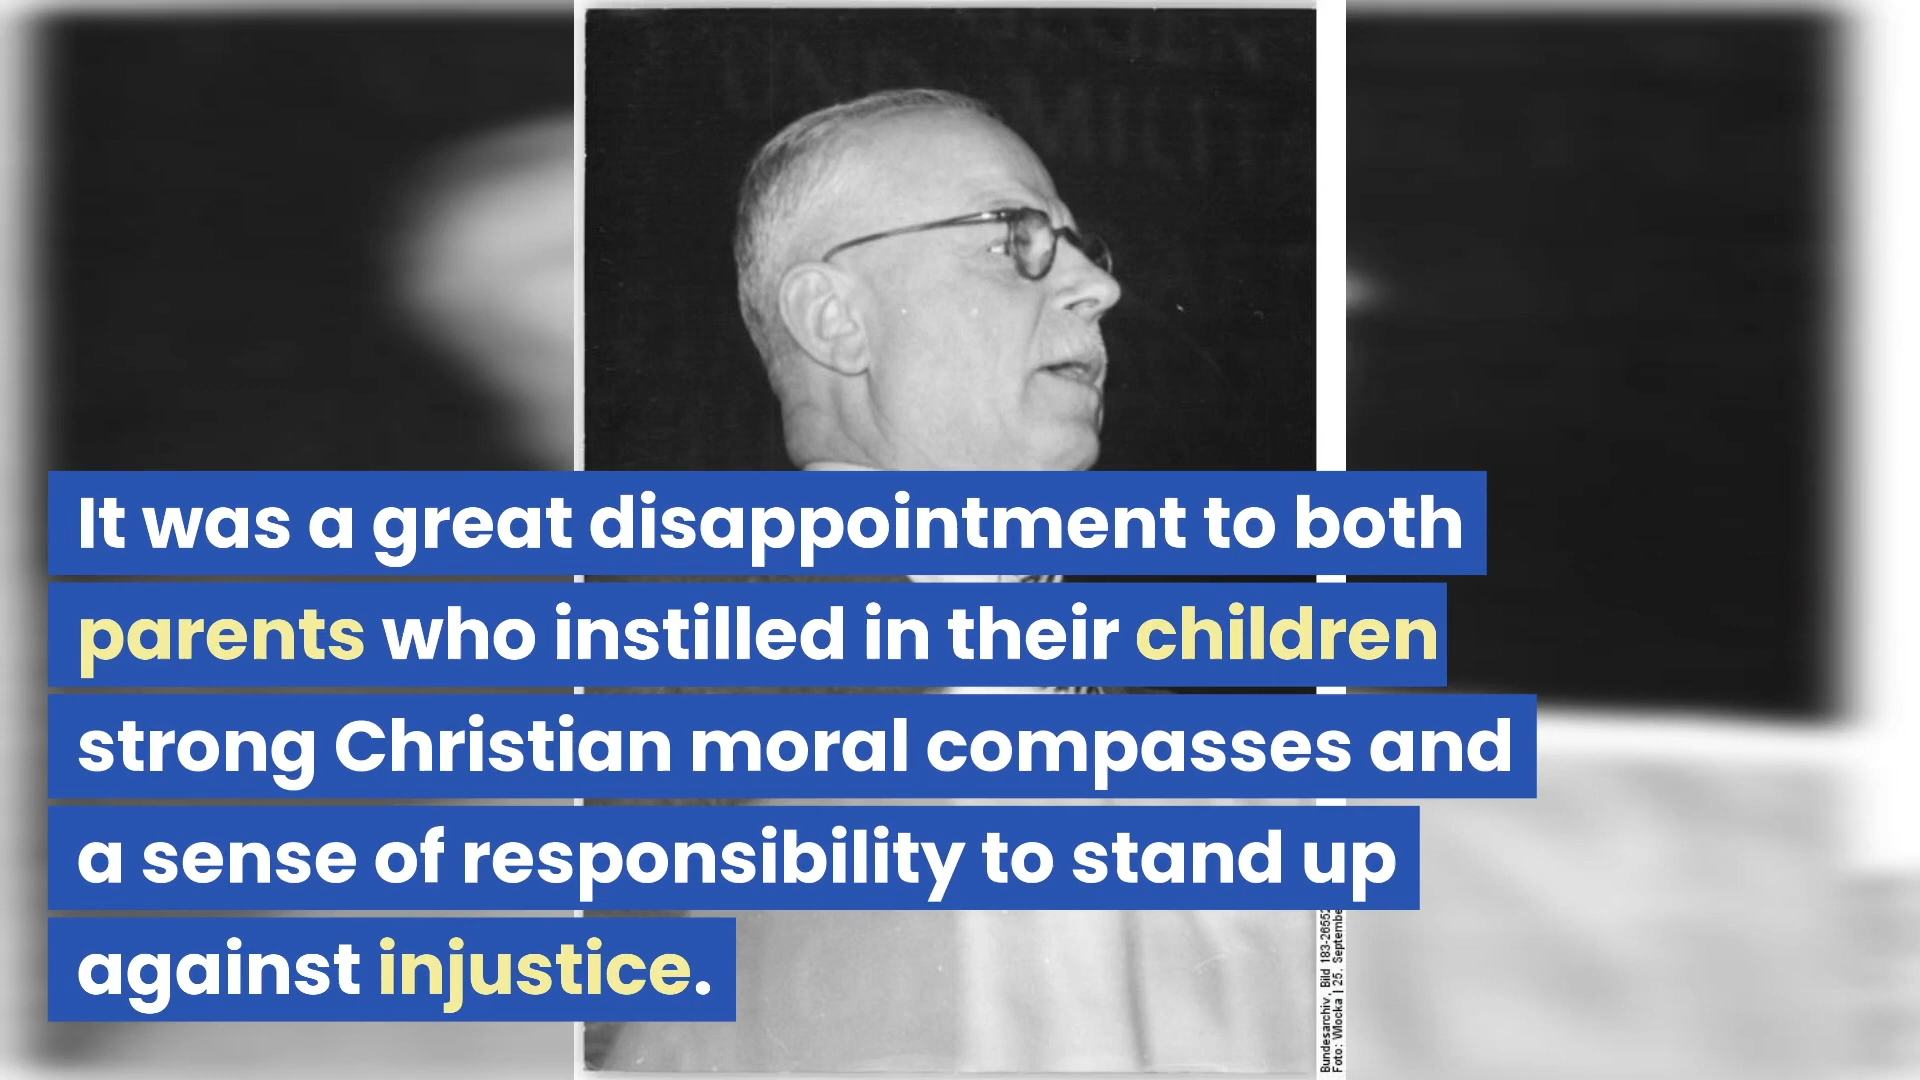 It was a great disappointment to both
parents who instilled in their children
strong Christian moral compasses and
a sense of responsibility to stand up
against injustice.
Bundesarchiv, Bild 183-26552
Foto: Wlocka | 25. Septembe